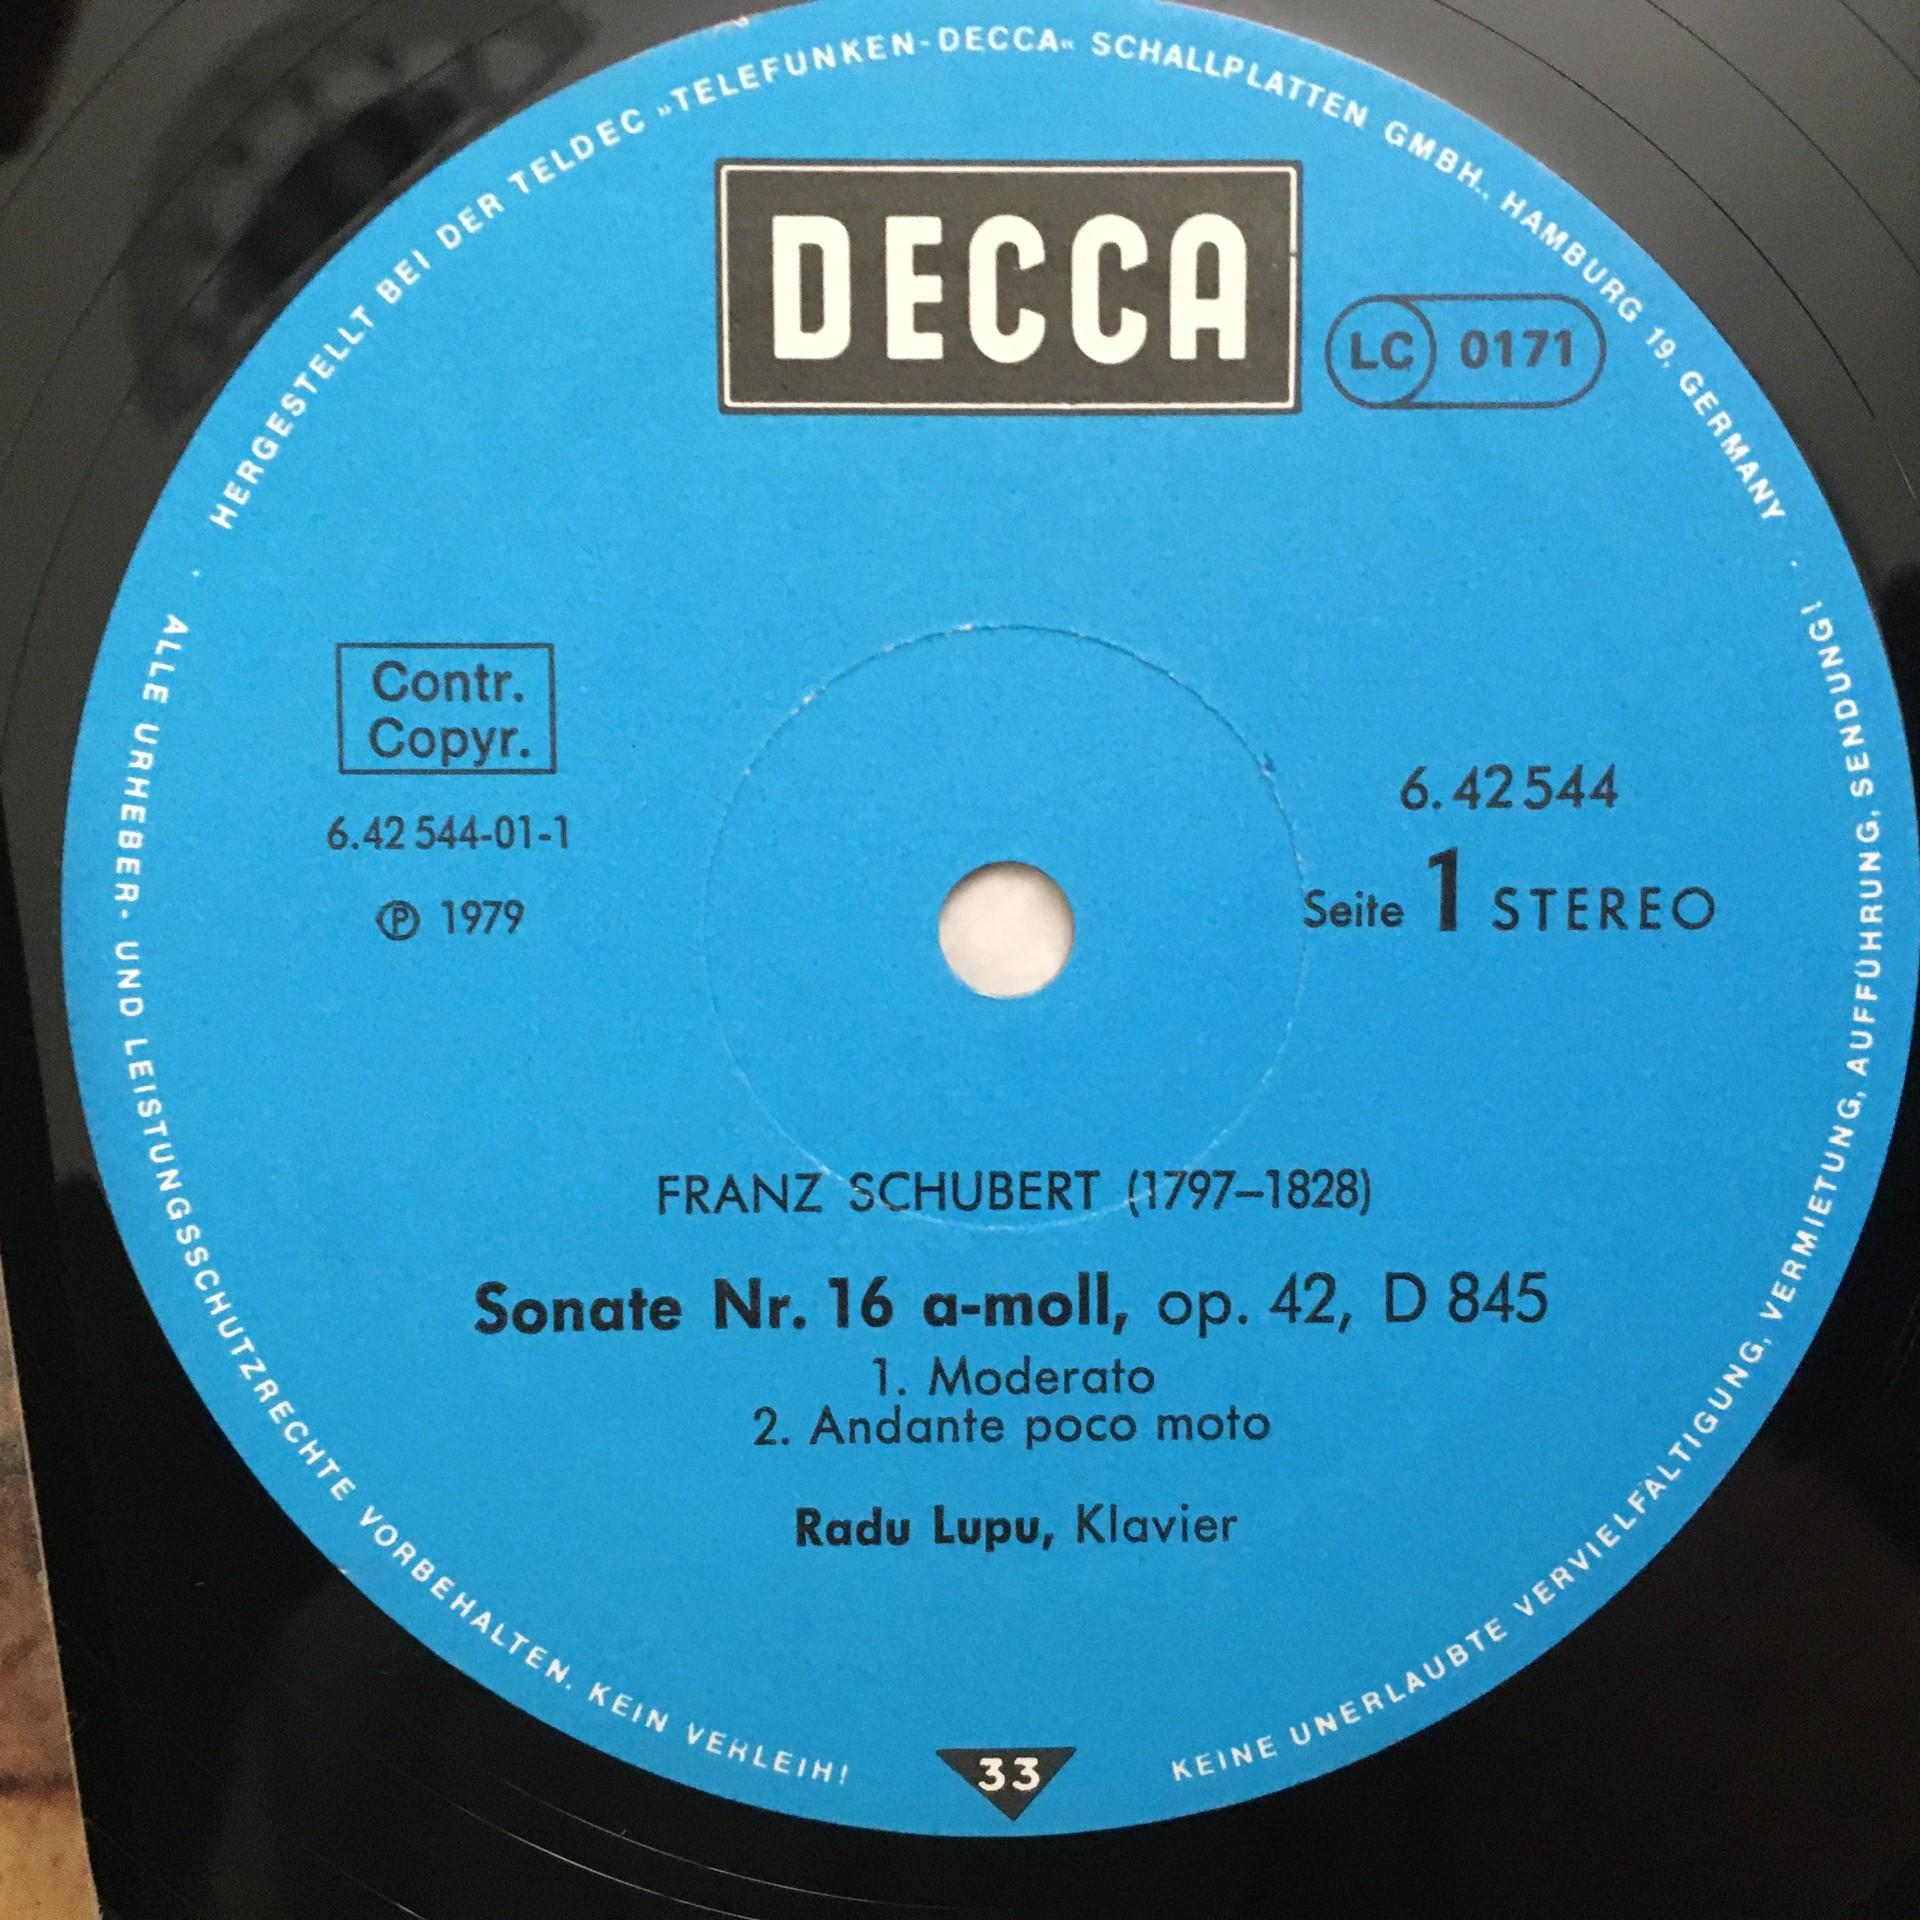 HERGESTELLT BEI DER TELDEC »TELEFUNKEN-DECCA« SCHALLPLATTEN GMBH., HAMBURG 19, GERMANY
DECCA
LC 0171
Contr.
Copyr.
6.42 544-01-1
℗ 1979
6.42544
Seite 1 STEREO
FRANZ SCHUBERT (1797–1828)
Sonate Nr. 16 a-moll, op. 42, D 845
1. Moderato
2. Andante poco moto
Radu Lupu, Klavier
33
ALLE URHEBER- UND LEISTUNGSSCHUTZRECHTE VORBEHALTEN. KEIN VERLEIH!
KEINE UNERLAUBTE VERVIELFÄLTIGUNG, VERMIETUNG, AUFFÜHRUNG, SENDUNG!